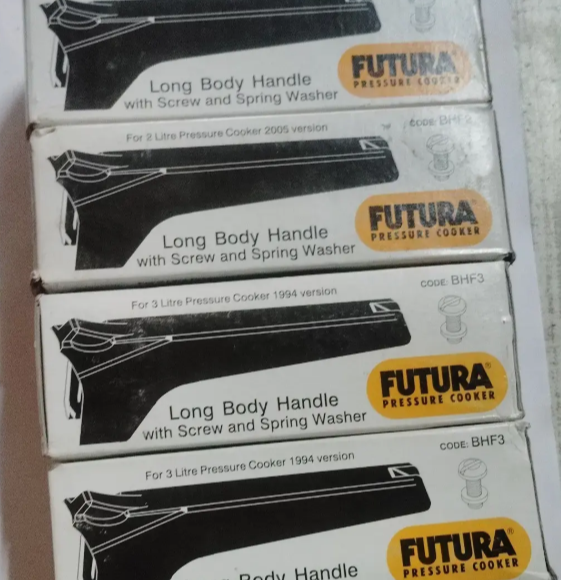 FUTURA
PRESSURE COOKER
Long Body Handle
with Screw and Spring Washer
For 2 Litre Pressure Cooker 2005 version
CODE:
FUTURA®
PRESSURE COOKER
Long Body Handle
with Screw and Spring Washer
For 3 Litre Pressure Cooker 1994 version
CODE: BHF3
FUTURA®
PRESSURE COOKER
Long Body Handle
with Screw and Spring Washer
For 3 Litre Pressure Cooker 1994 version
CODE: BHF3
FUTURA®
PRESSURE COOKER
Body Handle